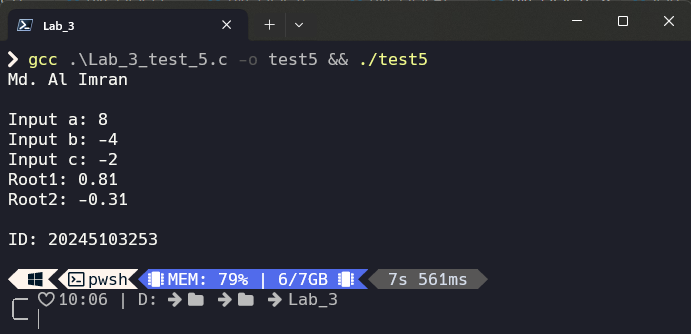 Lab_3
gcc .\Lab_3_test_5.c -o test5 && ./test5
Md. Al Imran
Input a: 8
Input b: -4
Input c: -2
Root1: 0.81
Root2: -0.31
ID: 20245103253
pwsh MEM: 79% | 6/7GB 7s 561ms
10:06 | D: Lab_3